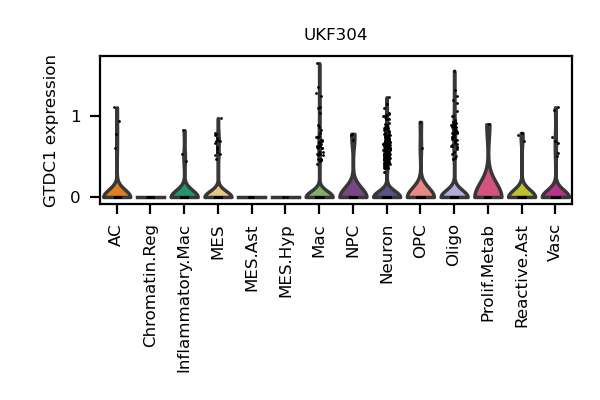 UKF304
GTDC1 expression
1
0
AC
Chromatin.Reg
Inflammatory.Mac
MES
MES.Ast
MES.Hyp
Mac
NPC
Neuron
OPC
Oligo
Prolif.Metab
Reactive.Ast
Vasc